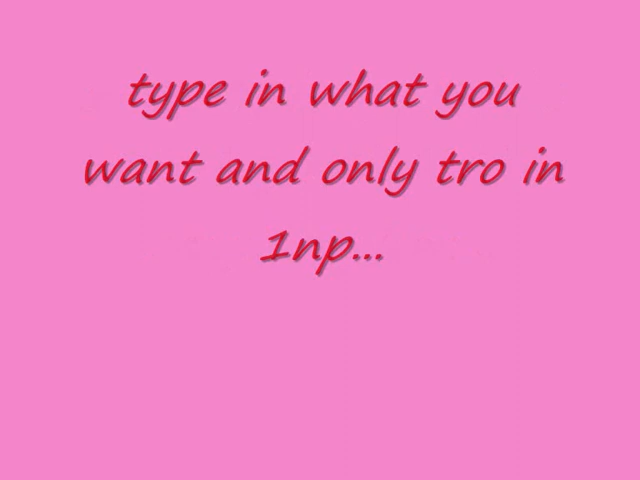 type in what you
want and only tro in
1np...